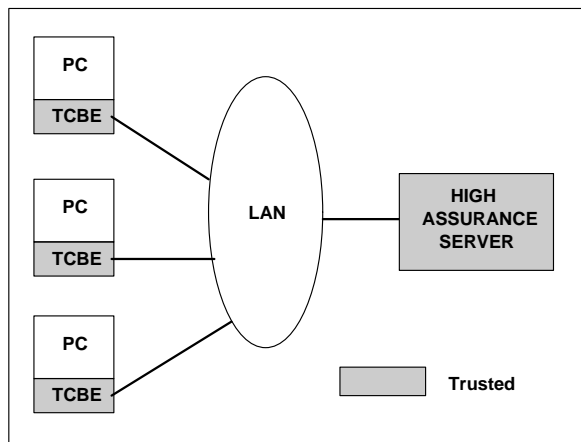 PC
TCBE
PC
TCBE
PC
TCBE
LAN
HIGH
ASSURANCE
SERVER
Trusted